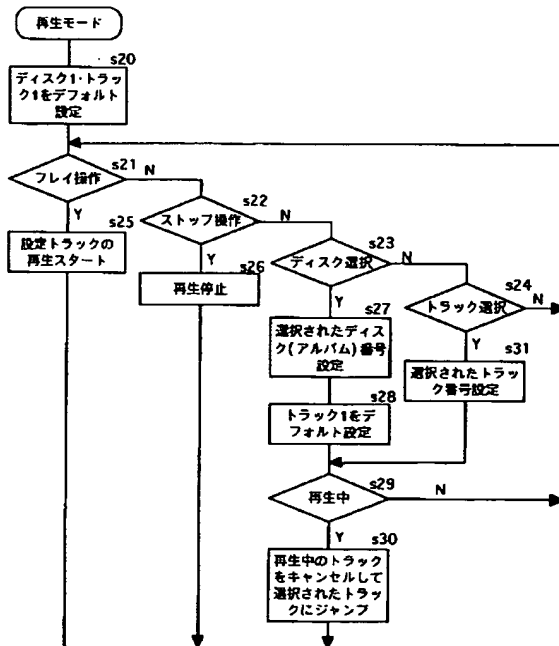 再生モード
s20
ディスク1・トラッ
ク1をデフォルト
設定
s21
フレイ操作
N
Y
s22
ストップ操作
N
Y
s25
設定トラックの
再生スタート
s26
再生停止
s23
ディスク選択
N
Y
s24
トラック選択
N
Y
s27
選択されたディス
ク(アルバム)番号
設定
s31
選択されたトラッ
ク番号設定
s28
トラック1をデ
フォルト設定
s29
再生中
N
Y
s30
再生中のトラック
をキャンセルして
選択されたトラック
にジャンプ